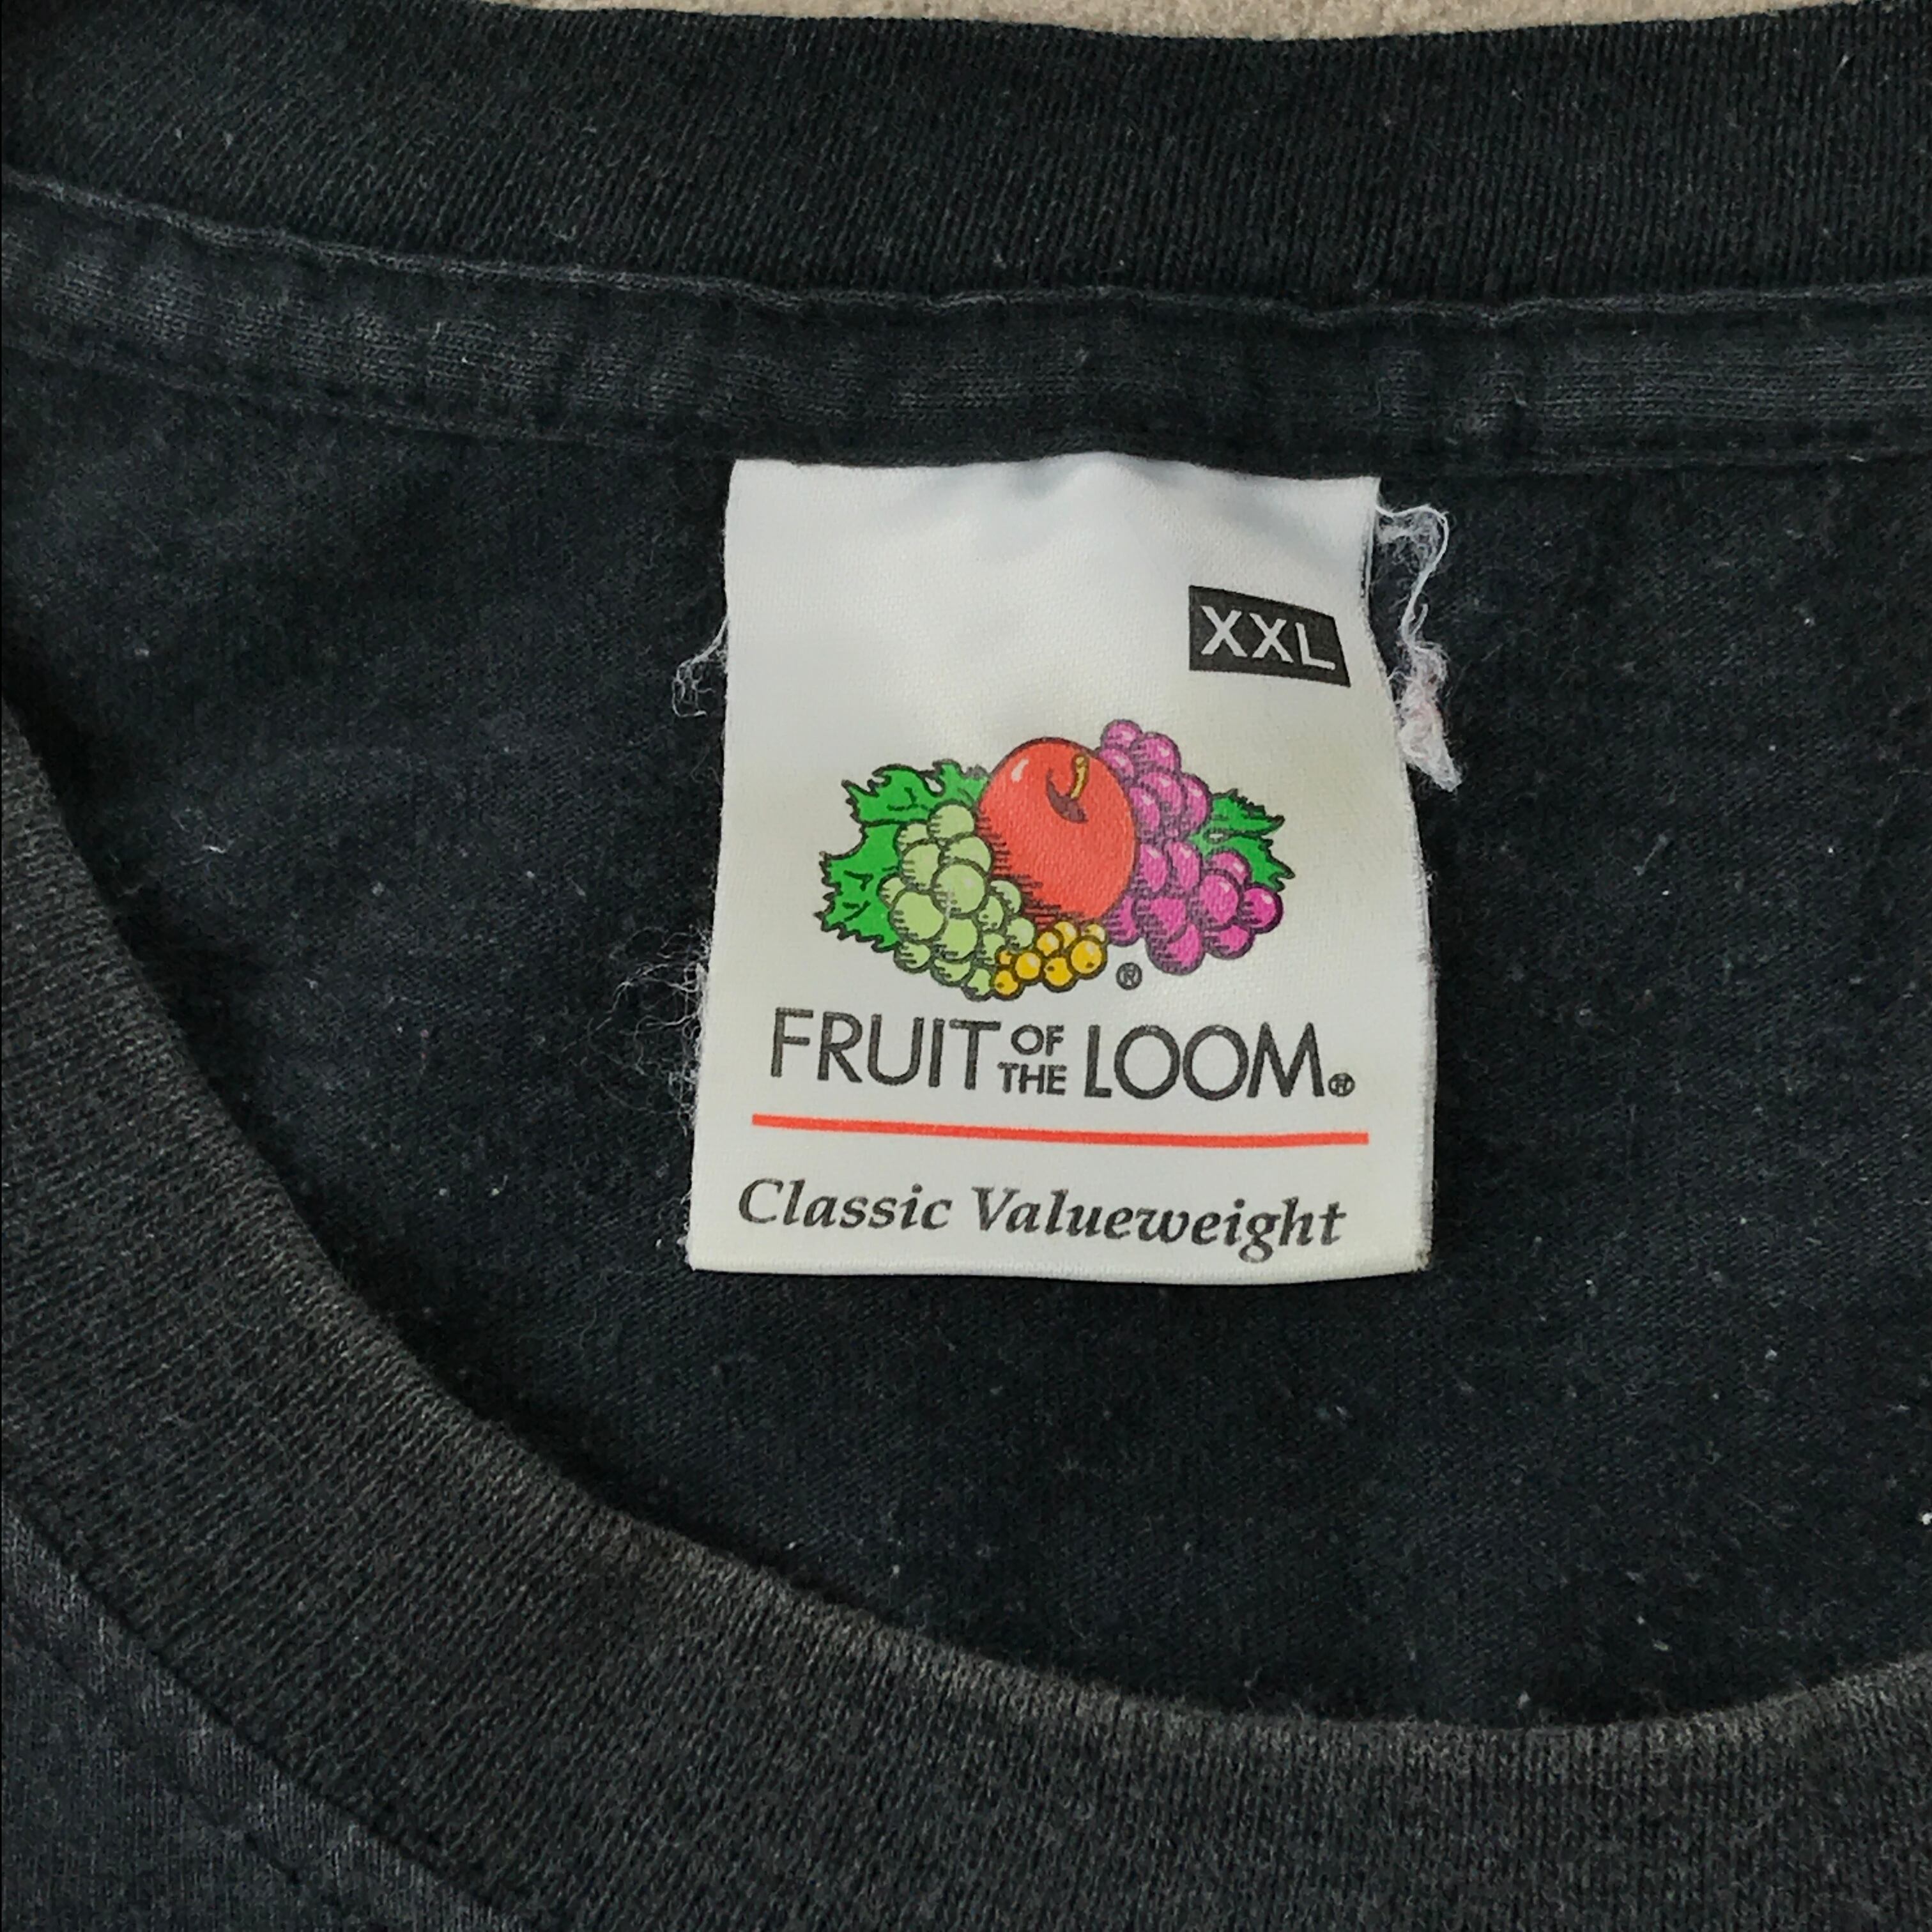 XXL
®
FRUIT OF THE LOOM®
Classic Valueweight